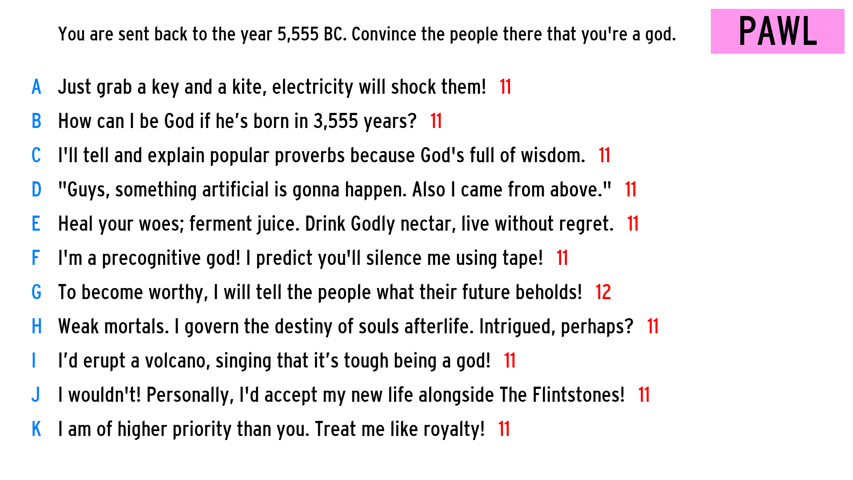 You are sent back to the year 5,555 BC. Convince the people there that you're a god.
PAWL
A Just grab a key and a kite, electricity will shock them! 11
B How can I be God if he’s born in 3,555 years? 11
C I'll tell and explain popular proverbs because God's full of wisdom. 11
D "Guys, something artificial is gonna happen. Also I came from above." 11
E Heal your woes; ferment juice. Drink Godly nectar, live without regret. 11
F I'm a precognitive god! I predict you'll silence me using tape! 11
G To become worthy, I will tell the people what their future beholds! 12
H Weak mortals. I govern the destiny of souls afterlife. Intrigued, perhaps? 11
I I’d erupt a volcano, singing that it’s tough being a god! 11
J I wouldn't! Personally, I'd accept my new life alongside The Flintstones! 11
K I am of higher priority than you. Treat me like royalty! 11